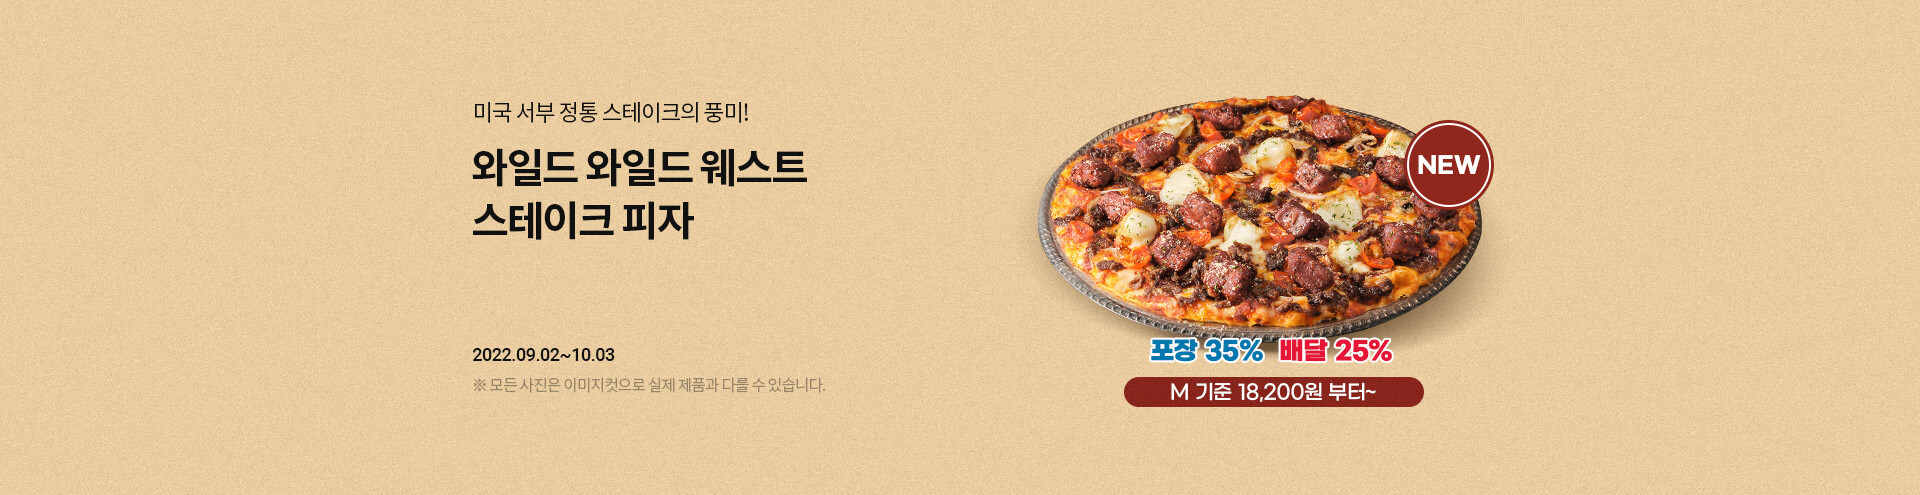 미국 서부 정통 스테이크의 풍미!
와일드 와일드 웨스트
스테이크 피자
2022.09.02~10.03
※ 모든 사진은 이미지컷으로 실제 제품과 다를 수 있습니다.
NEW
포장 35% 배달 25%
M 기준 18,200원 부터~